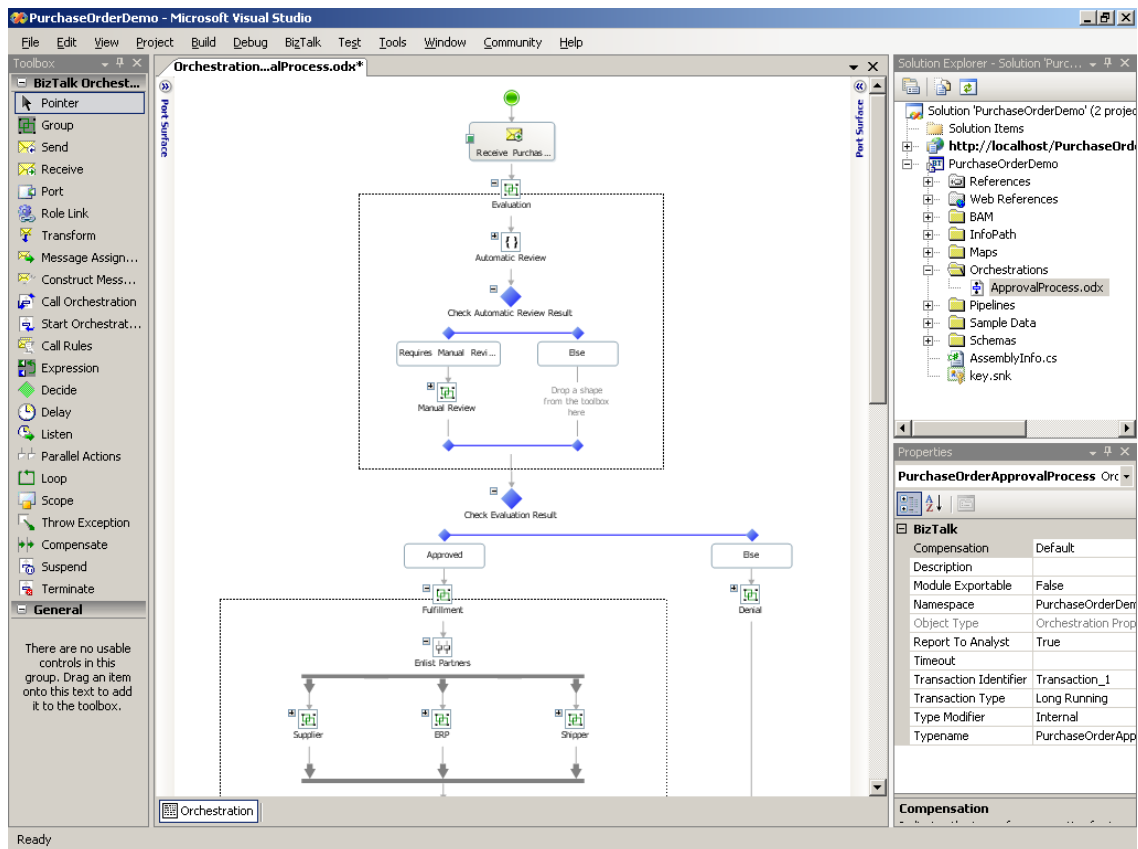 PurchaseOrderDemo - Microsoft Visual Studio
File Edit View Project Build Debug BizTalk Test Tools Window Community Help
Toolbox
BizTalk Orchest...
Pointer
Group
Send
Receive
Port
Role Link
Transform
Message Assign...
Construct Mess...
Call Orchestration
Start Orchestrat...
Call Rules
Expression
Decide
Delay
Listen
Parallel Actions
Loop
Scope
Throw Exception
Compensate
Suspend
Terminate
General
There are no usable
controls in this
group. Drag an item
onto this text to add
it to the toolbox.
Orchestration...alProcess.odx*
Port Surface
Port Surface
Receive Purchas...
Evaluation
{ }
Automatic Review
Check Automatic Review Result
Requires Manual Revi...
Else
Manual Review
Drop a shape
from the toolbox
here
Check Evaluation Result
Approved
Else
Fulfillment
Denial
Enlist Partners
Supplier
ERP
Shipper
Orchestration
Solution Explorer - Solution 'Purc...
Solution 'PurchaseOrderDemo' (2 projec
Solution Items
http://localhost/PurchaseOrd
PurchaseOrderDemo
References
Web References
BAM
InfoPath
Maps
Orchestrations
ApprovalProcess.odx
Pipelines
Sample Data
Schemas
AssemblyInfo.cs
key.snk
Properties
PurchaseOrderApprovalProcess Orc
BizTalk
Compensation Default
Description
Module Exportable False
Namespace PurchaseOrderDem
Object Type Orchestration Prop
Report To Analyst True
Timeout
Transaction Identifier Transaction_1
Transaction Type Long Running
Type Modifier Internal
Typename PurchaseOrderApp
Compensation
Ready